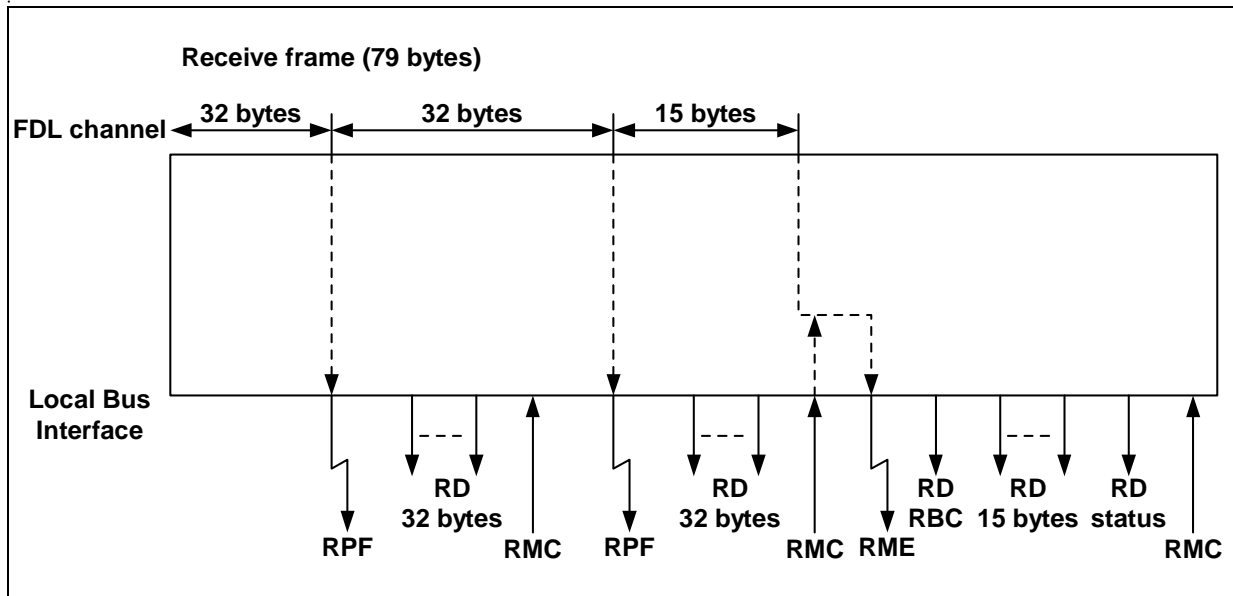 Receive frame (79 bytes)
32 bytes
32 bytes
15 bytes
FDL channel
Local Bus
Interface
RD
32 bytes
RD
32 bytes
RD
RBC
RD
15 bytes
RD
status
RPF
RMC
RPF
RMC
RME
RMC